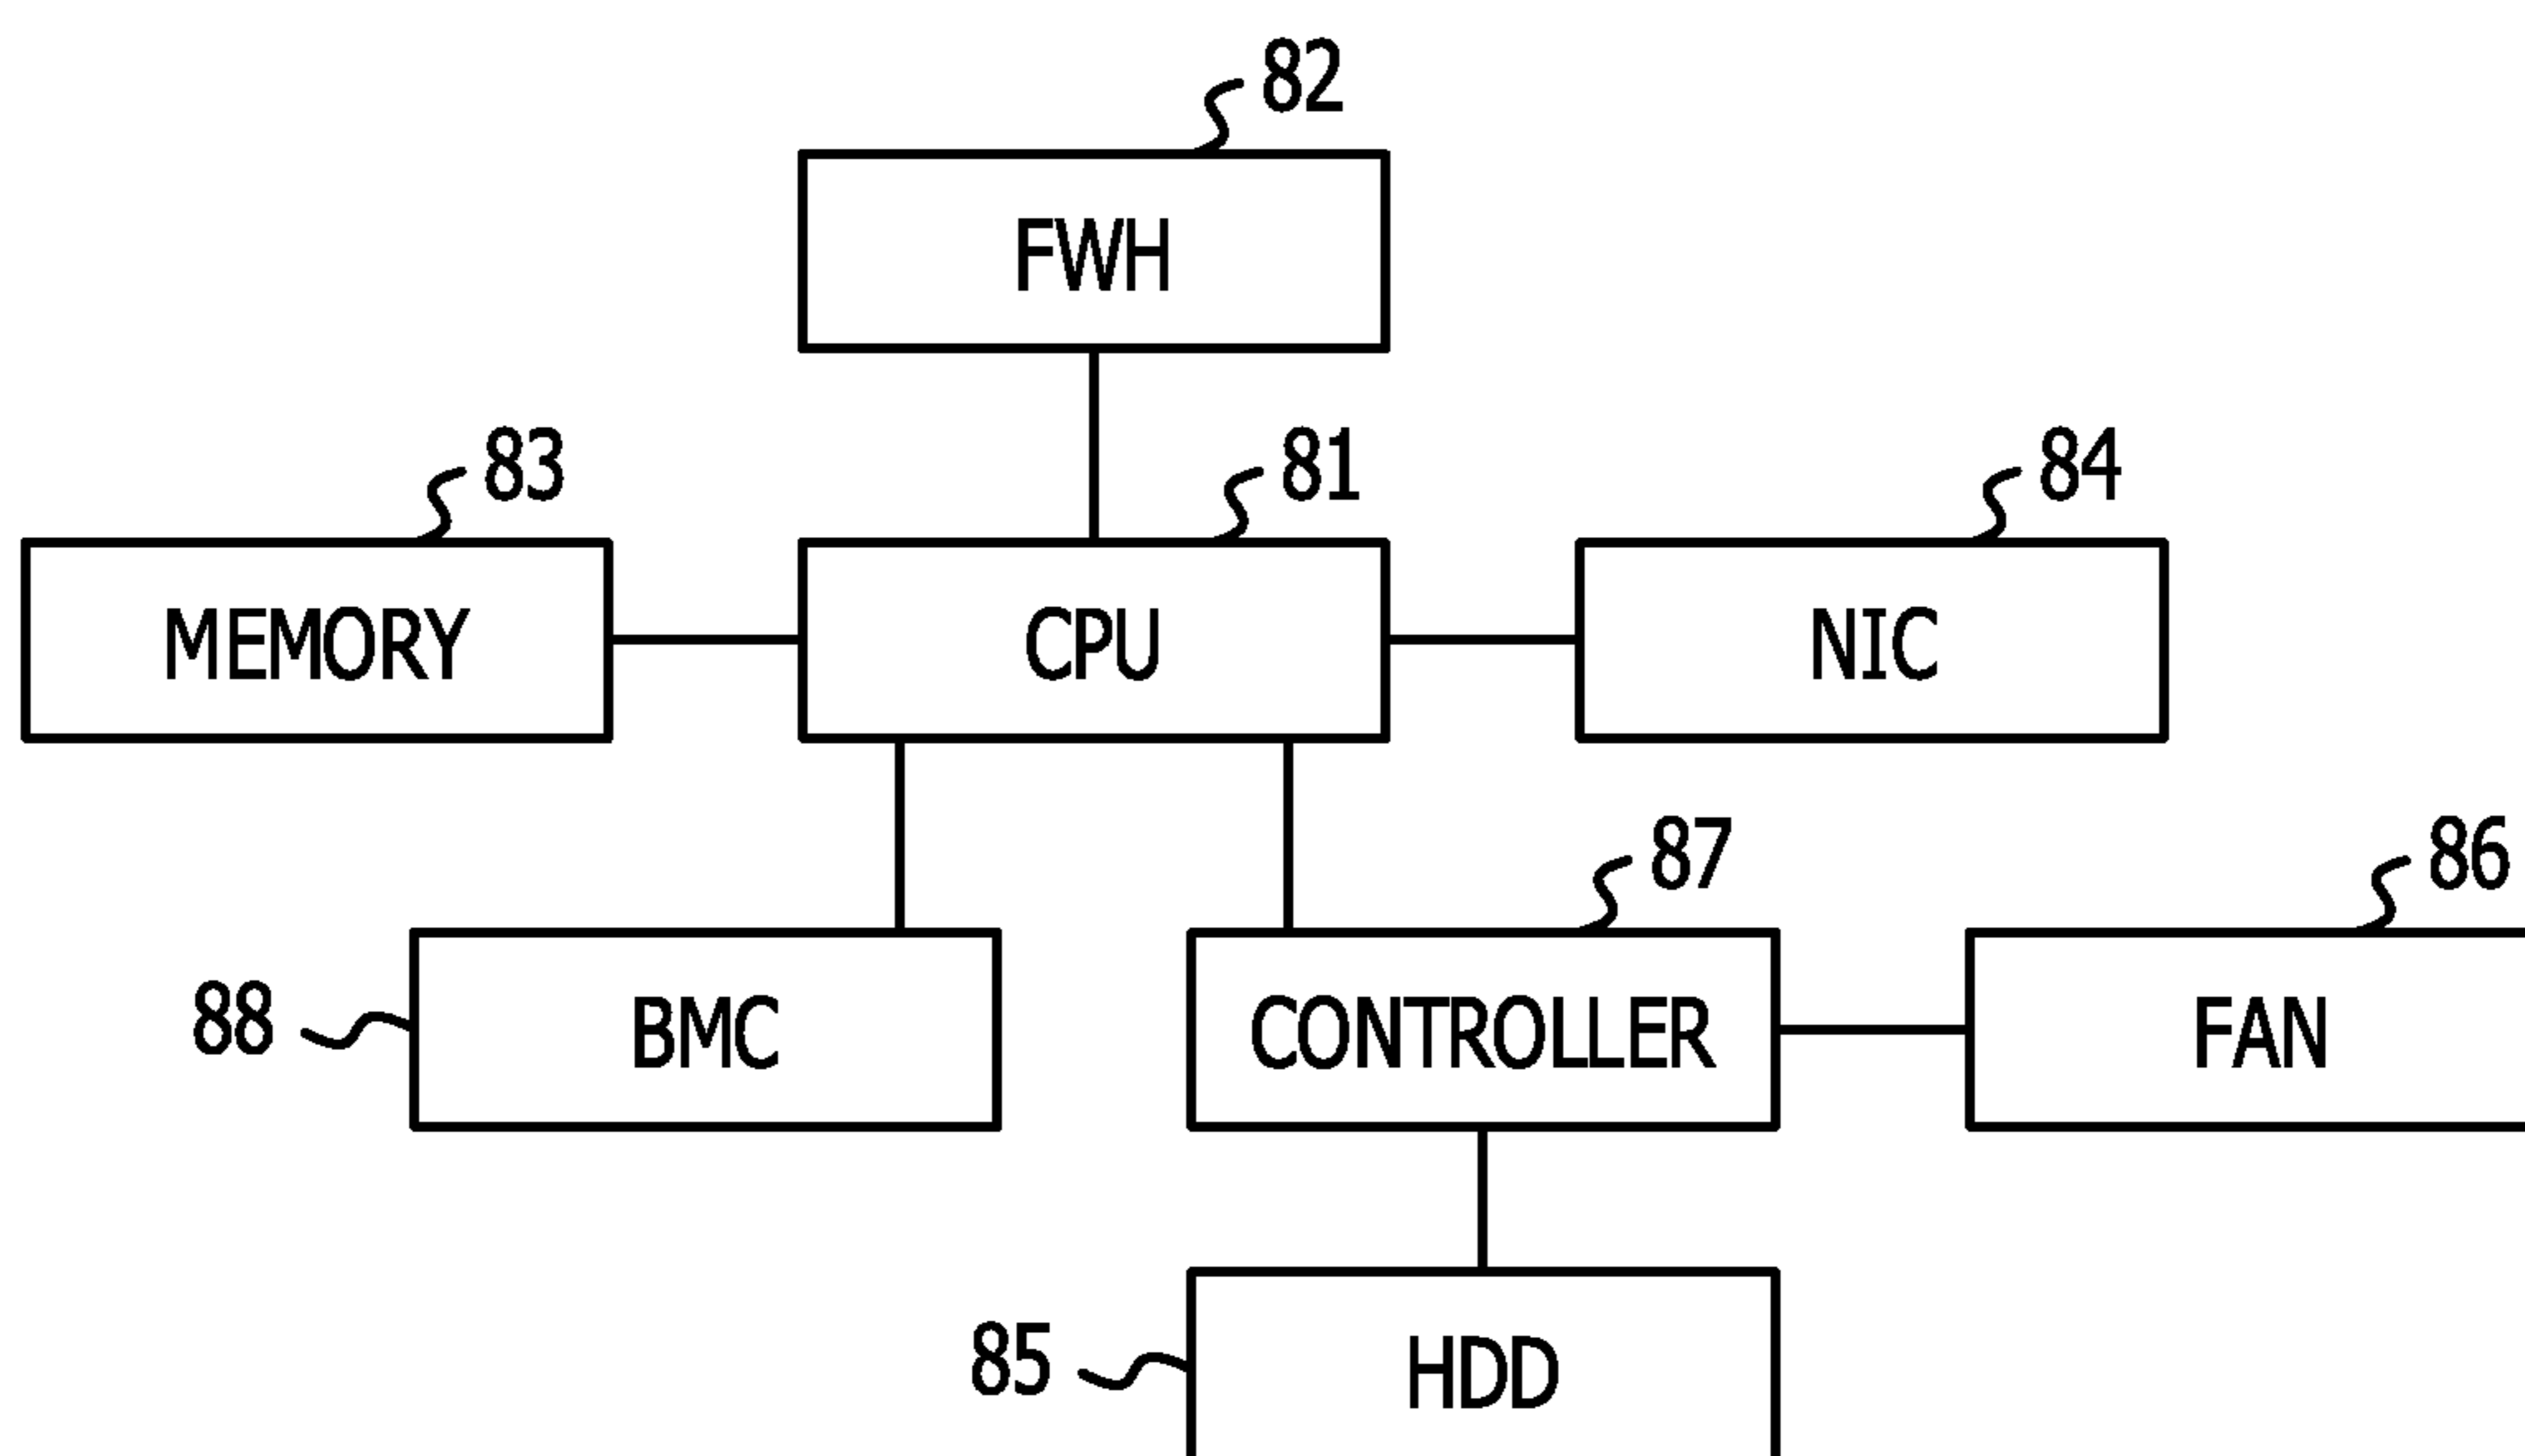 82
FWH
83
81
84
MEMORY
CPU
NIC
87
86
88
BMC
CONTROLLER
FAN
85
HDD